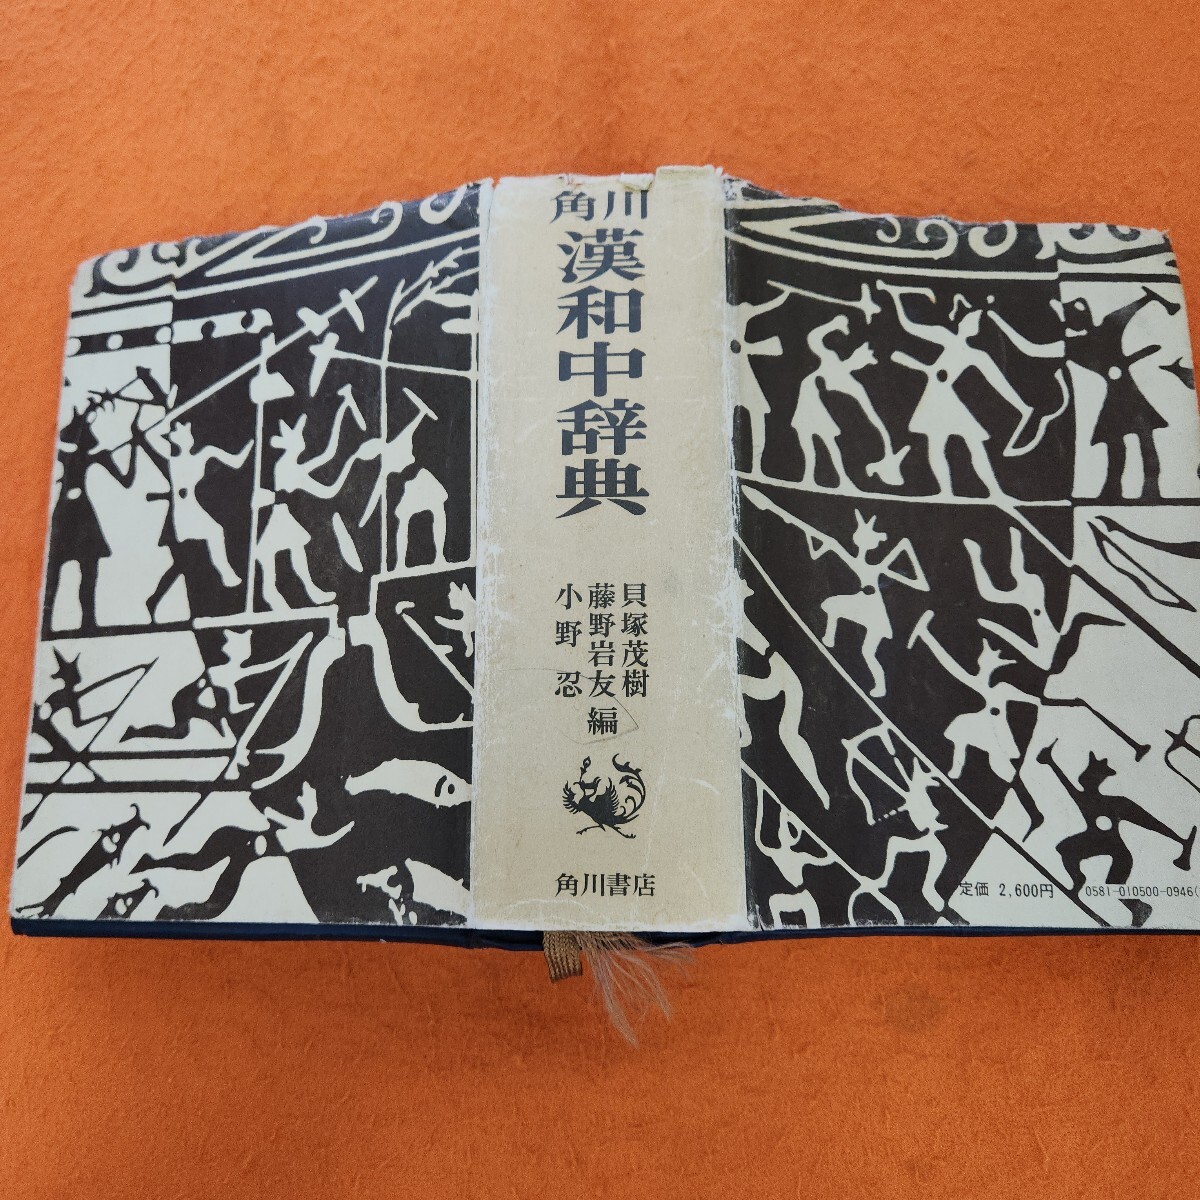 角川
漢和中辞典
貝塚茂樹
藤野岩友 編
小野 忍
角川書店
定価 2,600円
0581-010500-0946(